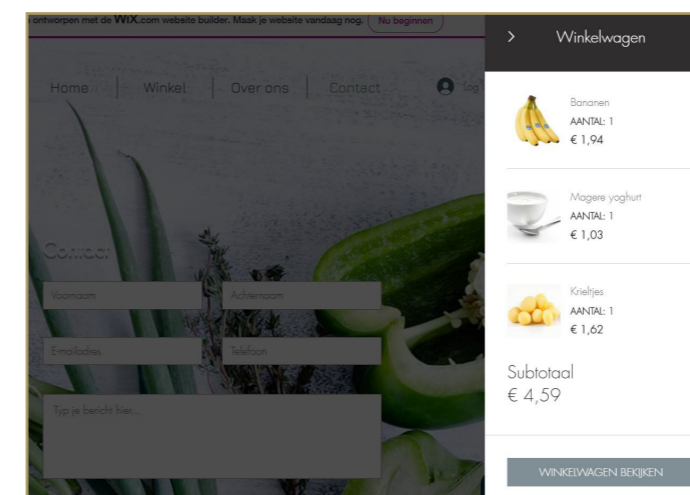 ontworpen met de WiX.com website builder. Maak je website vandaag nog. Nu beginnen
Home Winkel Over ons Contact
Contact
Voornaam Achternaam
E-mailadres Telefoon
Typ je bericht hier...
Winkelwagen
Bananen
AANTAL: 1
€ 1,94
Magere yoghurt
AANTAL: 1
€ 1,03
Krieltjes
AANTAL: 1
€ 1,62
Subtotaal
€ 4,59
WINKELWAGEN BEKIJKEN